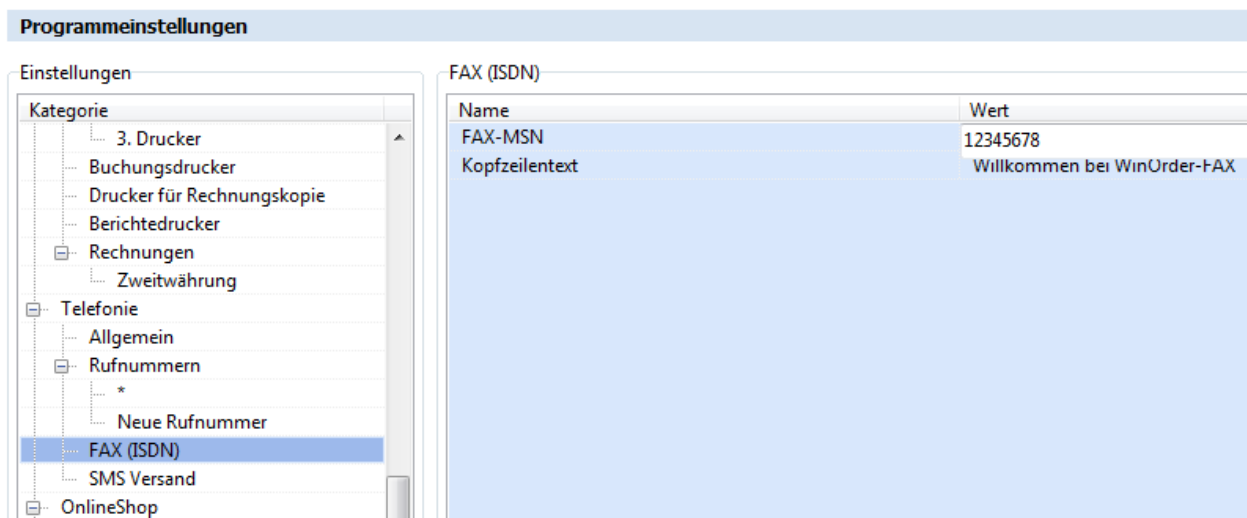 Programmeinstellungen
Einstellungen
Kategorie
3. Drucker
Buchungsdrucker
Drucker für Rechnungskopie
Berichtedrucker
Rechnungen
Zweitwährung
Telefonie
Allgemein
Rufnummern
*
Neue Rufnummer
FAX (ISDN)
SMS Versand
OnlineShop
FAX (ISDN)
Name Wert
FAX-MSN 12345678
Kopfzeilentext Willkommen bei WinOrder-FAX